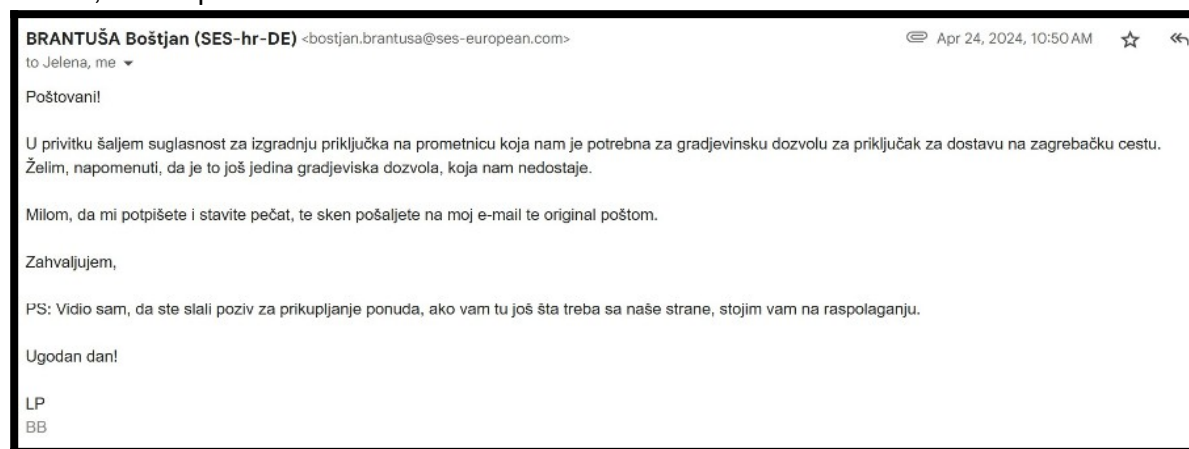 BRANTUŠA Boštjan (SES-hr-DE) <bostjan.brantusa@ses-european.com> Apr 24, 2024, 10:50 AM
to Jelena, me
Poštovani!
U privitku šaljem suglasnost za izgradnju priključka na prometnicu koja nam je potrebna za gradjevinsku dozvolu za priključak za dostavu na zagrebačku cestu.
Želim, napomenuti, da je to još jedina gradjeviska dozvola, koja nam nedostaje.
Milom, da mi potpišete i stavite pečat, te sken pošaljete na moj e-mail te original poštom.
Zahvaljujem,
PS: Vidio sam, da ste slali poziv za prikupljanje ponuda, ako vam tu još šta treba sa naše strane, stojim vam na raspolaganju.
Ugodan dan!
LP
BB